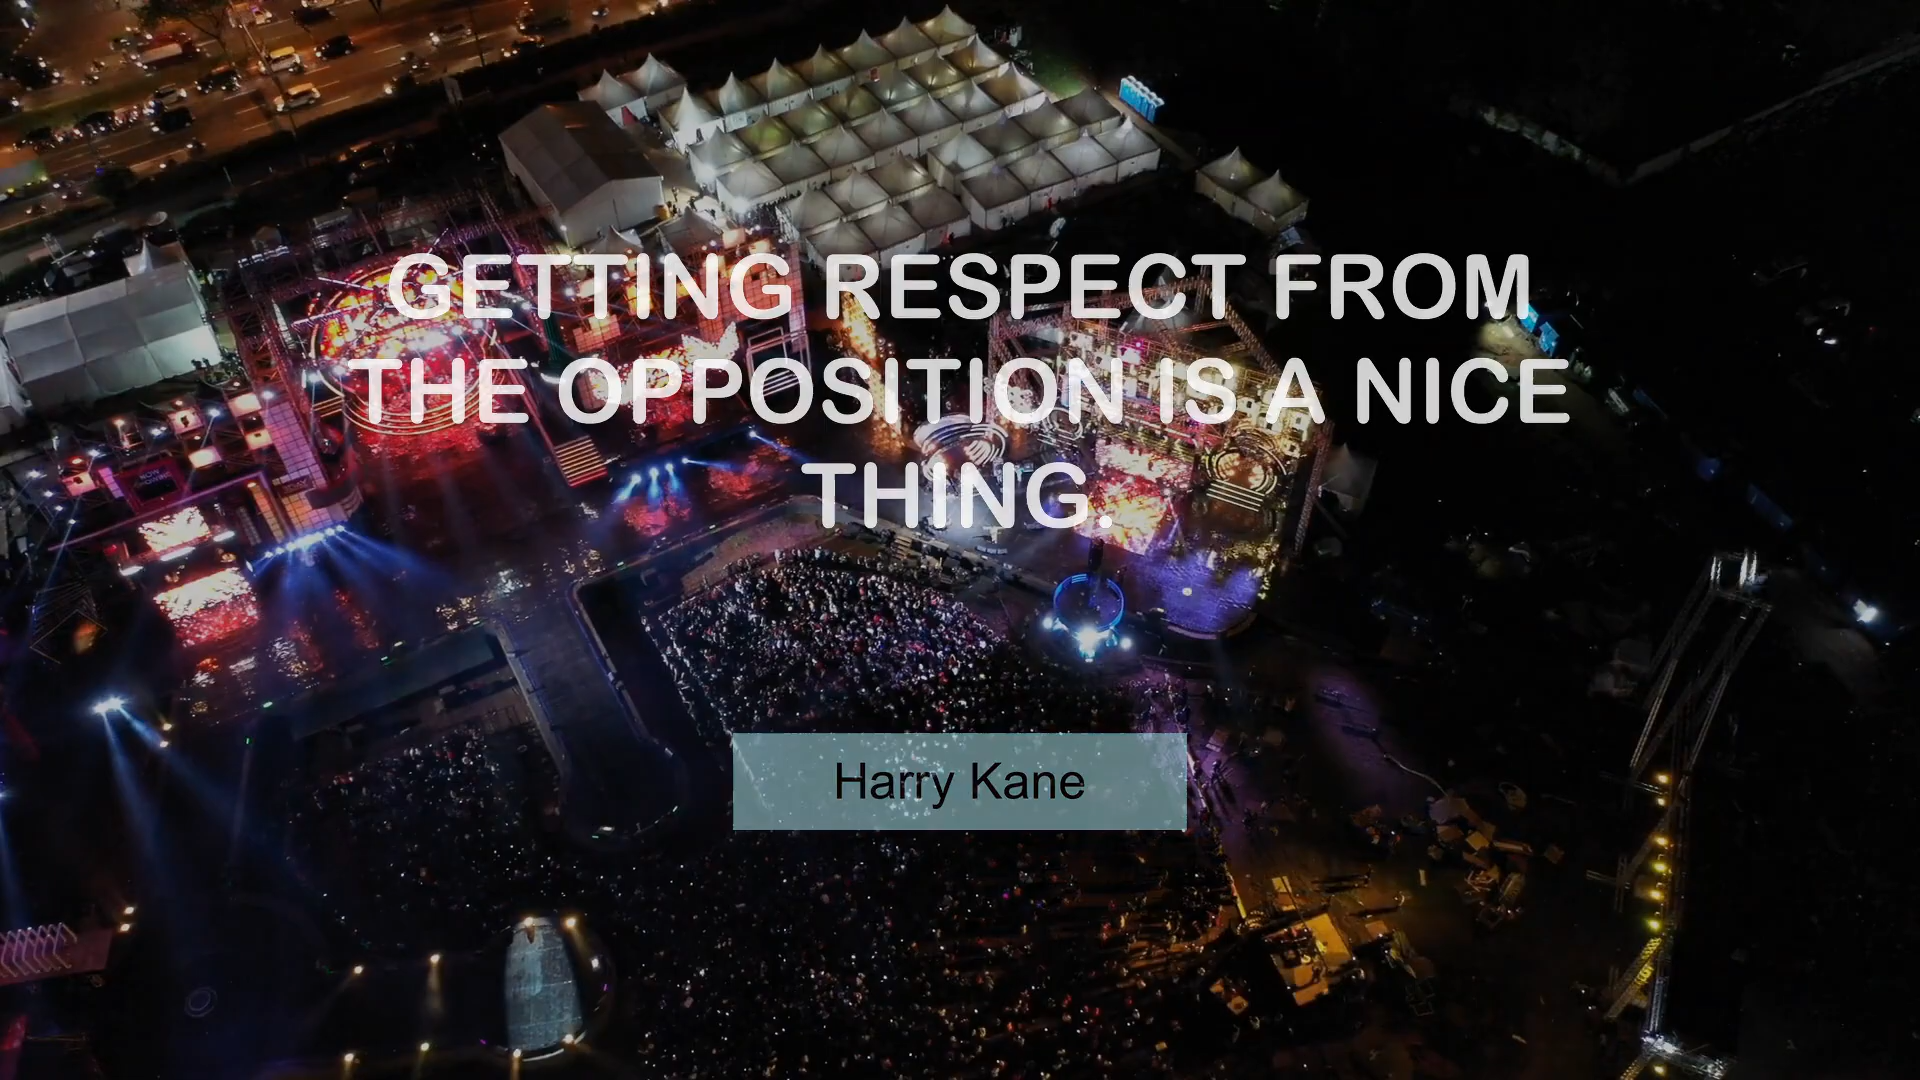 GETTING RESPECT FROM
THE OPPOSITION IS A NICE
THING.
Harry Kane